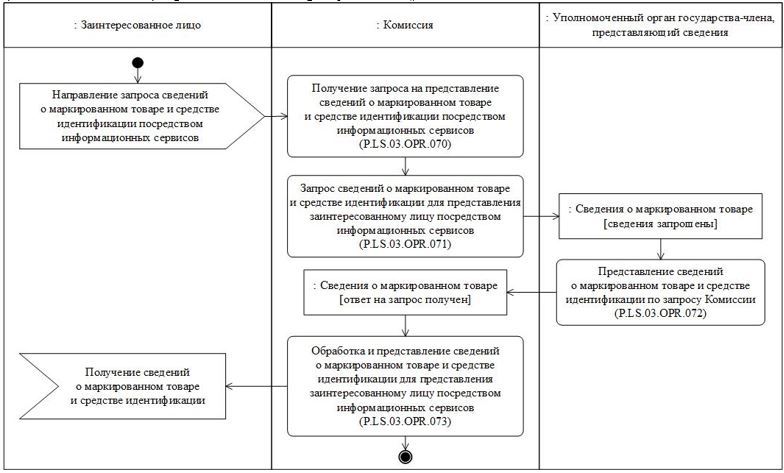 : Заинтересованное лицо
: Комиссия
: Уполномоченный орган государства-члена,
представляющий сведения
Направление запроса сведений
о маркированном товаре и средстве
идентификации посредством
информационных сервисов
Получение запроса на представление
сведений о маркированном товаре
и средстве идентификации посредством
информационных сервисов
(P.LS.03.OPR.070)
Запрос сведений о маркированном товаре
и средстве идентификации для представления
заинтересованному лицу посредством
информационных сервисов
(P.LS.03.OPR.071)
: Сведения о маркированном товаре
[сведения запрошены]
Представление сведений
о маркированном товаре и средстве
идентификации по запросу Комиссии
(P.LS.03.OPR.072)
: Сведения о маркированном товаре
[ответ на запрос получен]
Обработка и представление сведений
о маркированном товаре и средстве
идентификации для представления
заинтересованному лицу посредством
информационных сервисов
(P.LS.03.OPR.073)
Получение сведений
о маркированном товаре
и средстве идентификации